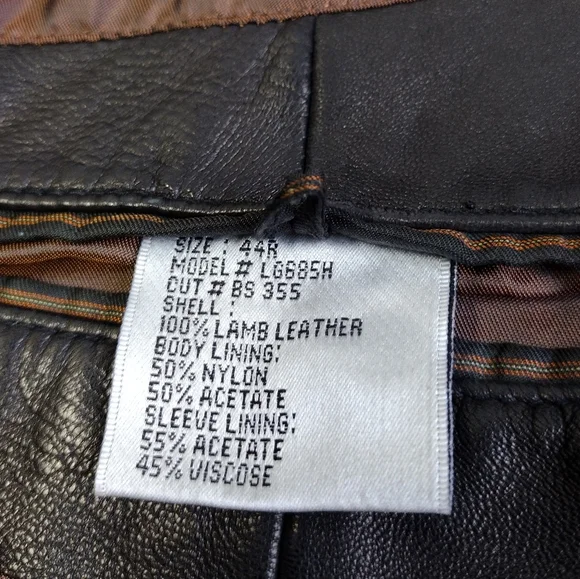 SIZE : 44R
MODEL # LG685H
CUT # BS 355
SHELL :
100% LAMB LEATHER
BODY LINING:
50% NYLON
50% ACETATE
SLEEVE LINING:
55% ACETATE
45% VISCOSE